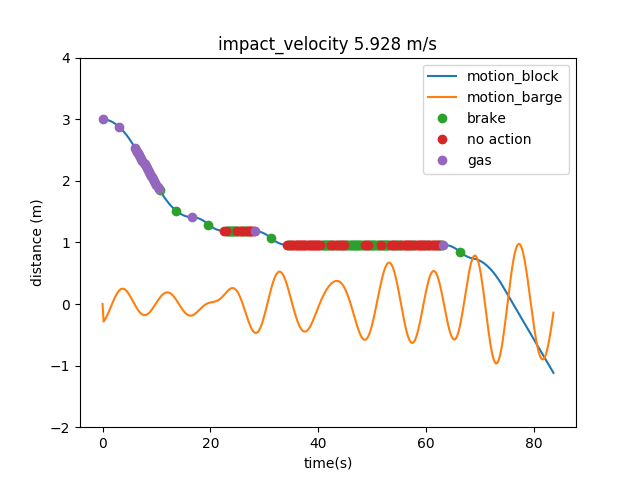 impact_velocity 5.928 m/s
motion_block
motion_barge
brake
no action
gas
distance (m)
4
3
2
1
0
−1
−2
0
20
40
60
80
time(s)